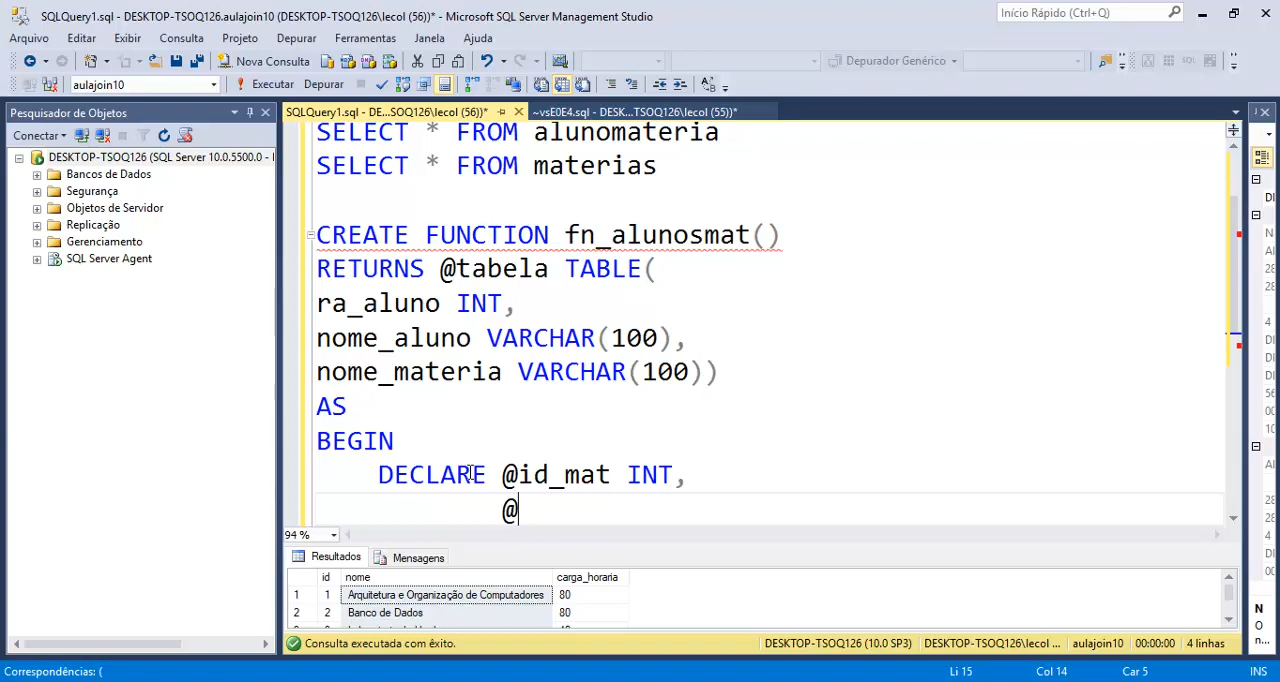 SQLQuery1.sql - DESKTOP-TSOQ126.aulajoin10 (DESKTOP-TSOQ126\lecol (56))* - Microsoft SQL Server Management Studio
Início Rápido (Ctrl+Q)
Arquivo Editar Exibir Consulta Projeto Depurar Ferramentas Janela Ajuda
Nova Consulta
Depurador Genérico
aulajoin10
Executar Depurar
Pesquisador de Objetos
SQLQuery1.sql - DE...SOQ126\lecol (56))*
~vsE0E4.sql - DESK...TSOQ126\lecol (55))*
Conectar
DESKTOP-TSOQ126 (SQL Server 10.0.5500.0 -
Bancos de Dados
Segurança
Objetos de Servidor
Replicação
Gerenciamento
SQL Server Agent
SELECT * FROM alunomateria
SELECT * FROM materias
CREATE FUNCTION fn_alunosmat()
RETURNS @tabela TABLE(
ra_aluno INT,
nome_aluno VARCHAR(100),
nome_materia VARCHAR(100))
AS
BEGIN
DECLARE @id_mat INT,
@
94 %
Resultados Mensagens
id nome carga_horaria
1 1 Arquitetura e Organização de Computadores 80
2 2 Banco de Dados 80
Consulta executada com êxito.
DESKTOP-TSOQ126 (10.0 SP3) DESKTOP-TSOQ126\lecol ... aulajoin10 00:00:00 4 linhas
Correspondências: (
Li 15 Col 14 Car 5 INS